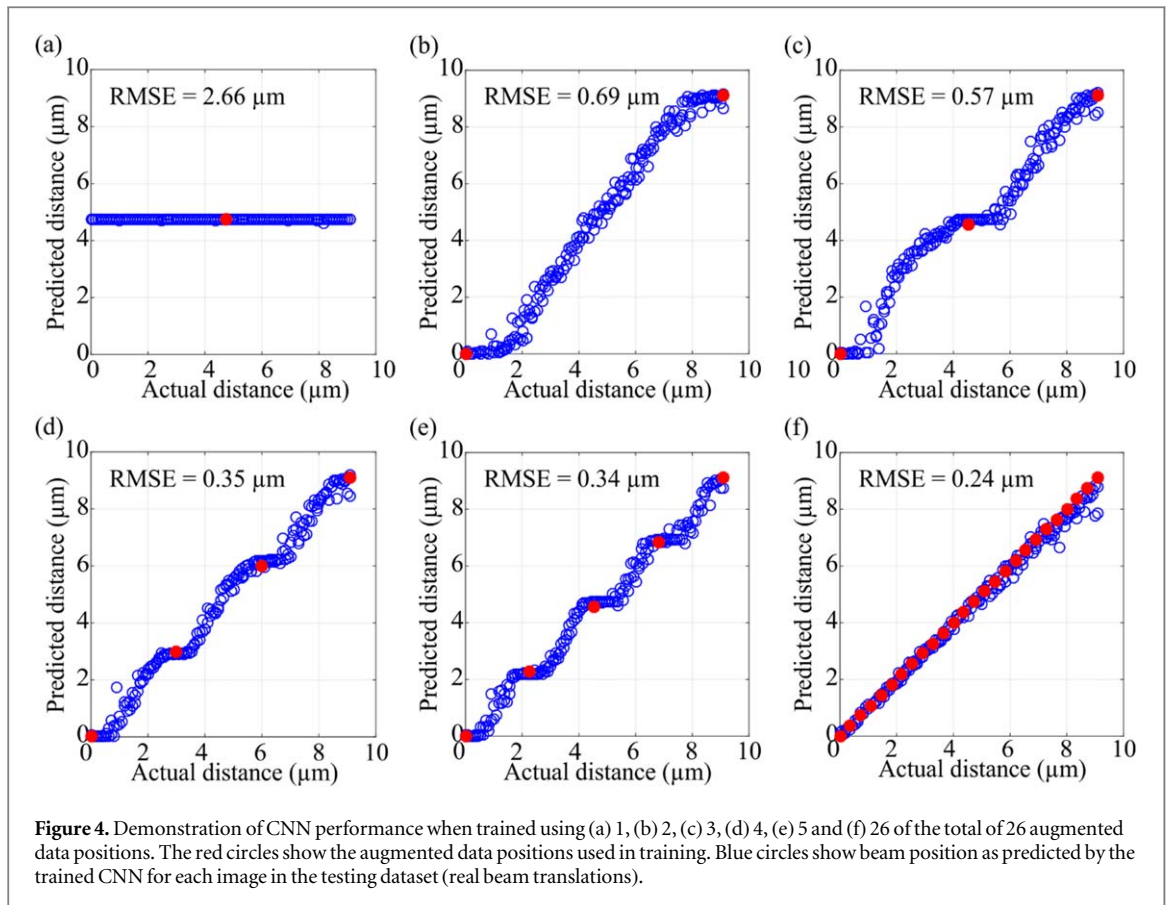 (a)
10
8
6
4
2
0
Predicted distance (μm)
RMSE = 2.66 μm
0 2 4 6 8 10
Actual distance (μm)
(b)
10
8
6
4
2
0
Predicted distance (μm)
RMSE = 0.69 μm
0 2 4 6 8 10
Actual distance (μm)
(c)
10
8
6
4
2
0
Predicted distance (μm)
RMSE = 0.57 μm
0 2 4 6 8 10
Actual distance (μm)
(d)
10
8
6
4
2
0
Predicted distance (μm)
RMSE = 0.35 μm
0 2 4 6 8 10
Actual distance (μm)
(e)
10
8
6
4
2
0
Predicted distance (μm)
RMSE = 0.34 μm
0 2 4 6 8 10
Actual distance (μm)
(f)
10
8
6
4
2
0
Predicted distance (μm)
RMSE = 0.24 μm
0 2 4 6 8 10
Actual distance (μm)
Figure 4. Demonstration of CNN performance when trained using (a) 1, (b) 2, (c) 3, (d) 4, (e) 5 and (f) 26 of the total of 26 augmented
data positions. The red circles show the augmented data positions used in training. Blue circles show beam position as predicted by the
trained CNN for each image in the testing dataset (real beam translations).